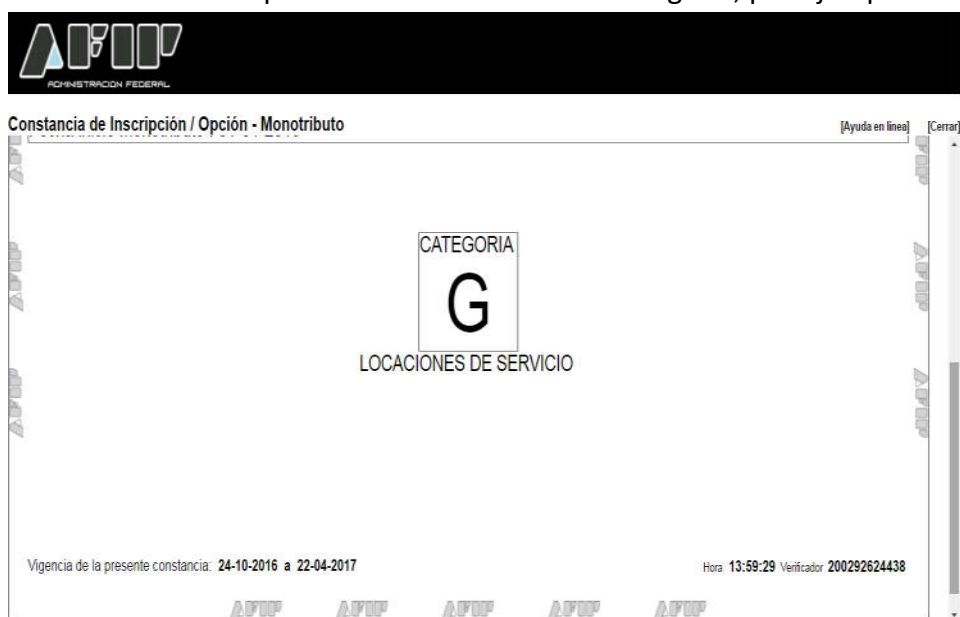 AFIP
ADMINISTRACION FEDERAL
Constancia de Inscripción / Opción - Monotributo [Ayuda en linea] [Cerrar]
CATEGORIA
G
LOCACIONES DE SERVICIO
Vigencia de la presente constancia: 24-10-2016 a 22-04-2017 Hora 13:59:29 Verificador 200292624438
AFIP AFIP AFIP AFIP AFIP